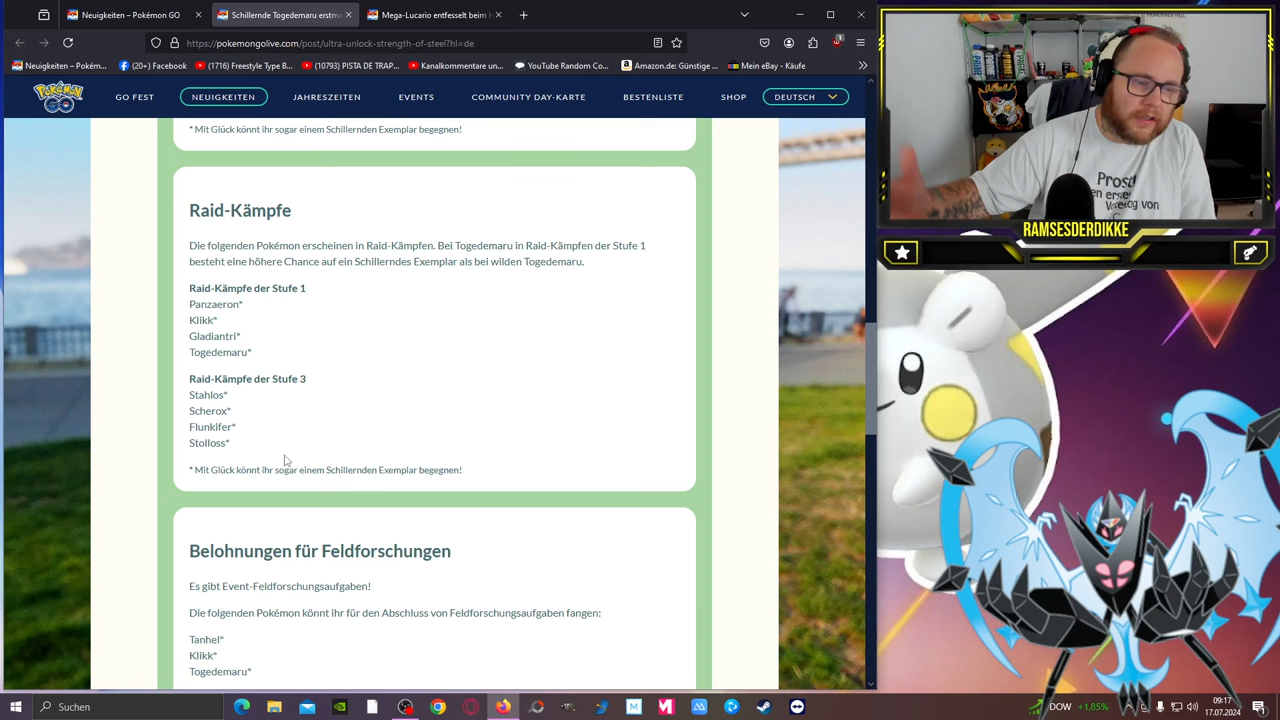 Neuigkeiten – Pokém
Schillerndes Togedemaru erstm
Mega-Lucario entfesselt beim
https://pokemongolive.com/post/ultra-unlock-strength-of-steel?hl=de
Neuigkeiten – Pokém...
(20+) Facebook
(1716) Freestyle Type B...
(10793) PISTA DE TRAP...
Kanalkommentare un...
YouTube Random Co...
Amazon.de: Günstige...
Mein eBay - Käufe
POKÉMON GO
GO FEST
NEUIGKEITEN
JAHRESZEITEN
EVENTS
COMMUNITY DAY-KARTE
BESTENLISTE
SHOP
DEUTSCH
* Mit Glück könnt ihr sogar einem Schillernden Exemplar begegnen!
Raid-Kämpfe
Die folgenden Pokémon erscheinen in Raid-Kämpfen. Bei Togedemaru in Raid-Kämpfen der Stufe 1
besteht eine höhere Chance auf ein Schillerndes Exemplar als bei wilden Togedemaru.
Raid-Kämpfe der Stufe 1
Panzaeron*
Klikk*
Gladiantri*
Togedemaru*
Raid-Kämpfe der Stufe 3
Stahlos*
Scherox*
Flunkifer*
Stolloss*
* Mit Glück könnt ihr sogar einem Schillernden Exemplar begegnen!
Belohnungen für Feldforschungen
Es gibt Event-Feldforschungsaufgaben!
Die folgenden Pokémon könnt ihr für den Abschluss von Feldforschungsaufgaben fangen:
Tanhel*
Klikk*
Togedemaru*
Prost!
von
RAMSESDERDIKKE
Suchen
DOW +1,85%
09:17
17.07.2024